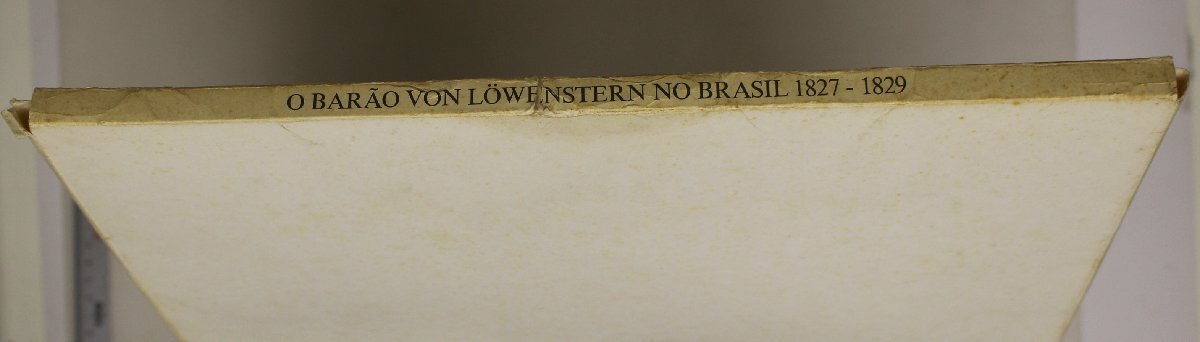 O BARÃO VON LÖWENSTERN NO BRASIL 1827 - 1829